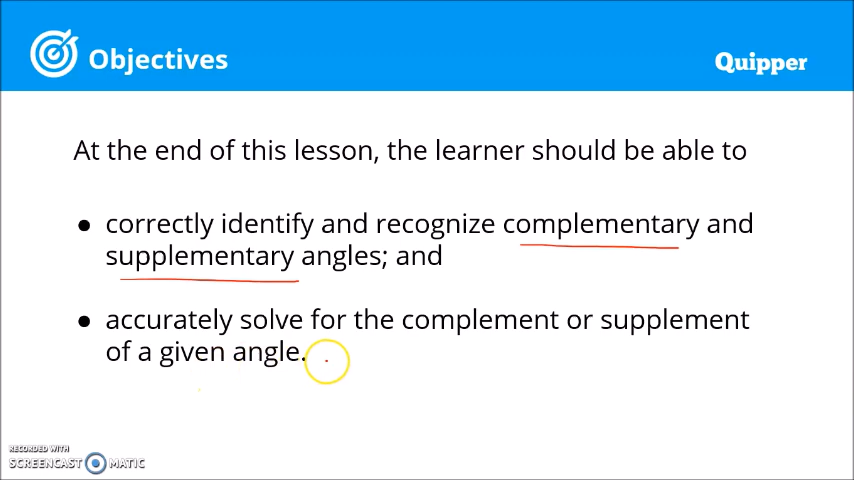 Objectives
Quipper
At the end of this lesson, the learner should be able to
● correctly identify and recognize complementary and
supplementary angles; and
● accurately solve for the complement or supplement
of a given angle.
RECORDED WITH
SCREENCAST MATIC